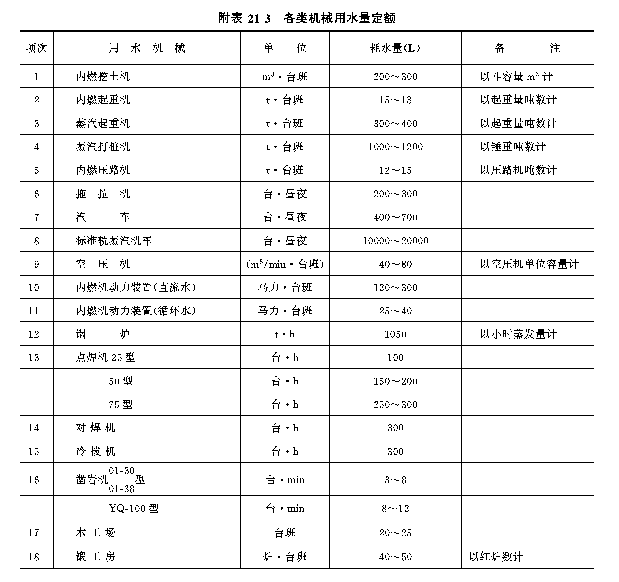 附表 21-3 各类机械用水量定额
项次 用水机械 单位 耗水量(L) 备注
1 内燃挖土机 m³·台班 200～300 以斗容量 m³ 计
2 内燃起重机 t·台班 15～18 以起重量吨数计
3 蒸汽起重机 t·台班 300～400 以起重量吨数计
4 蒸汽打桩机 t·台班 1000～1200 以锤重吨数计
5 内燃压路机 t·台班 12～15 以压路机吨数计
6 拖拉机 台·昼夜 200～300
7 汽车 台·昼夜 400～700
8 标准轨蒸汽机车 台·昼夜 10000～20000
9 空压机 (m³/min·台班) 40～80 以空压机单位容量计
10 内燃机动力装置(直流水) 马力·台班 120～300
11 内燃机动力装置(循环水) 马力·台班 25～40
12 锅炉 t·h 1050 以小时蒸发量计
13 点焊机 25 型 台·h 100
50 型 台·h 150～200
75 型 台·h 250～300
14 对焊机 台·h 300
15 冷拔机 台·h 300
16 凿岩机 01-30 01-38 型 台·min 3～8
YQ-100 型 台·min 8～12
17 木工场 台班 20～25
18 锻工房 炉·台班 40～50 以红炉数计